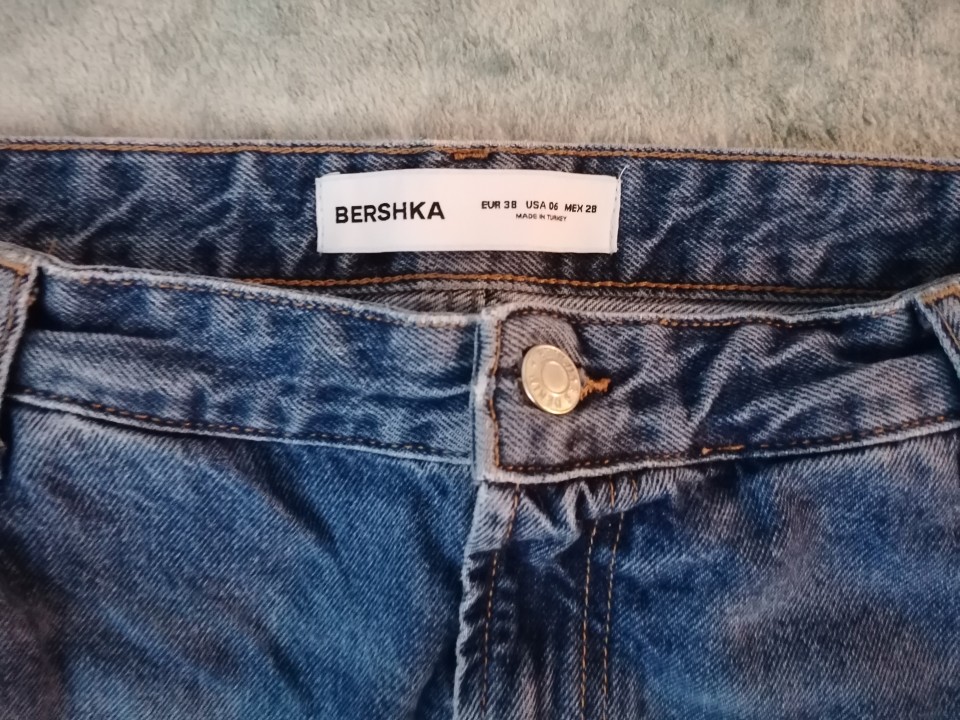 BERSHKA
EUR 38 USA 06 MEX 28
MADE IN TURKEY